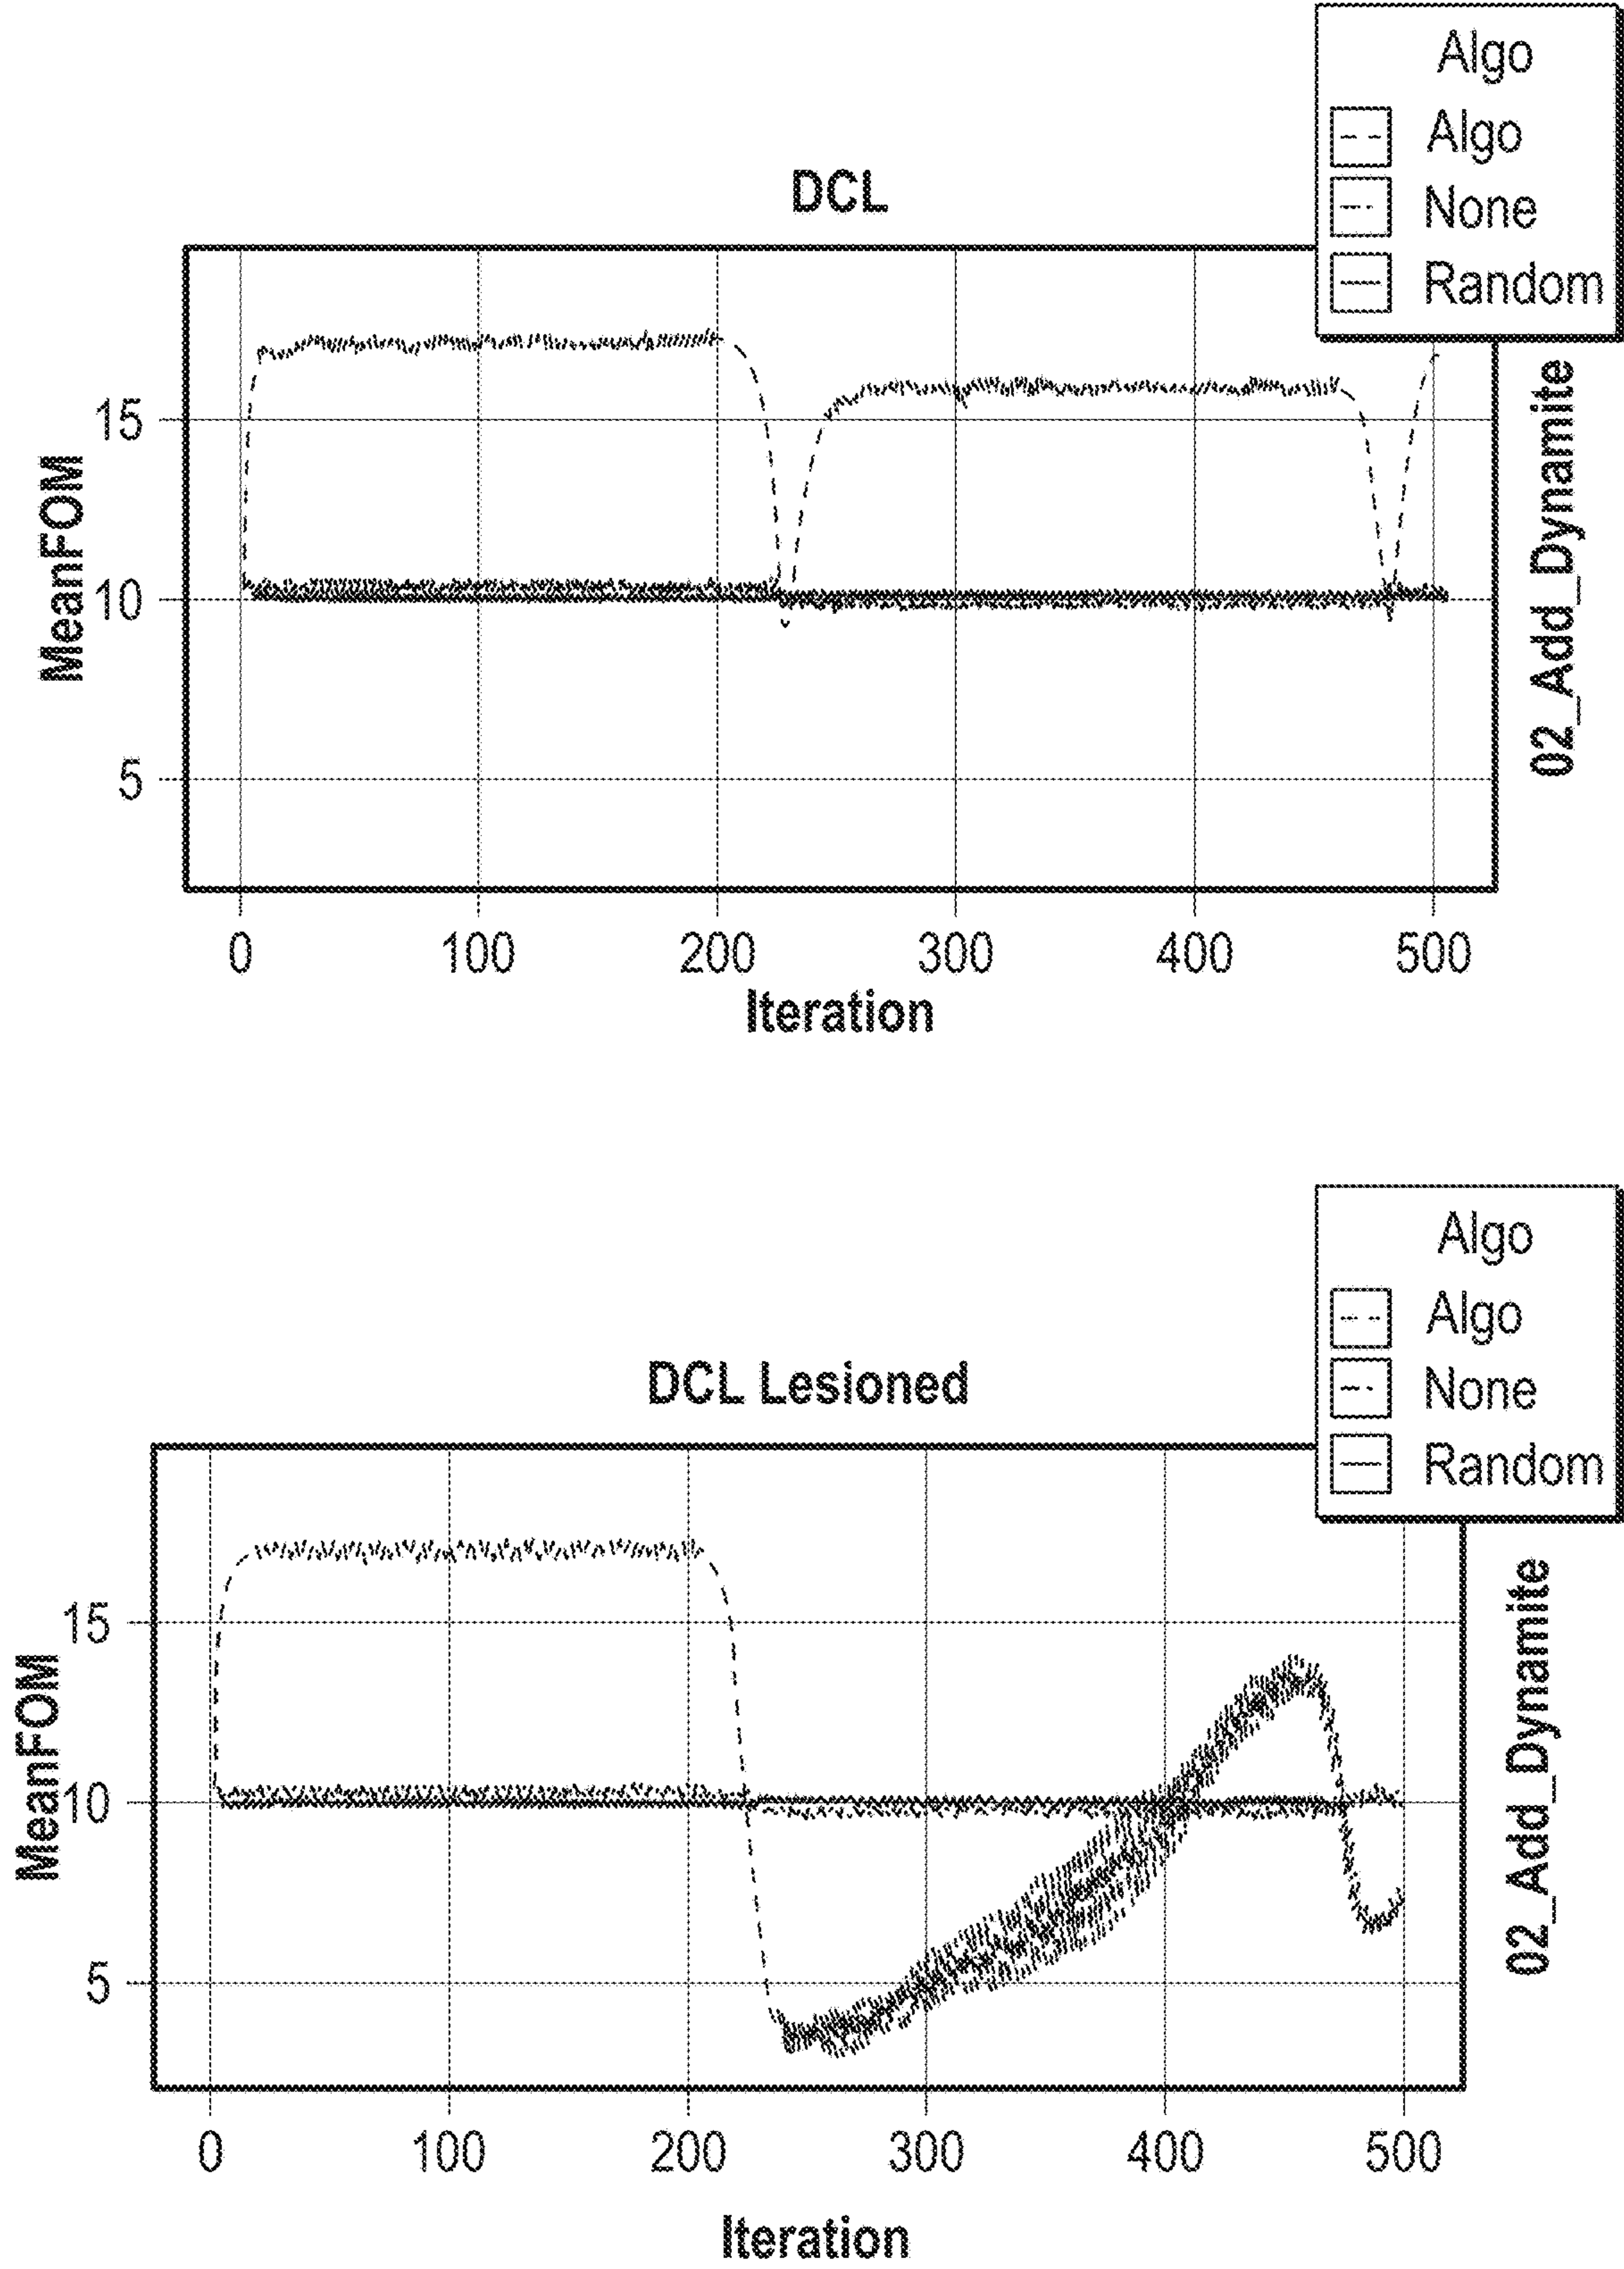 Algo
Algo
None
Random
DCL
MeanFOM
15
10
5
02_Add_Dynamite
0 100 200 300 400 500
Iteration
Algo
Algo
None
Random
DCL Lesioned
MeanFOM
15
10
5
02_Add_Dynamite
0 100 200 300 400 500
Iteration